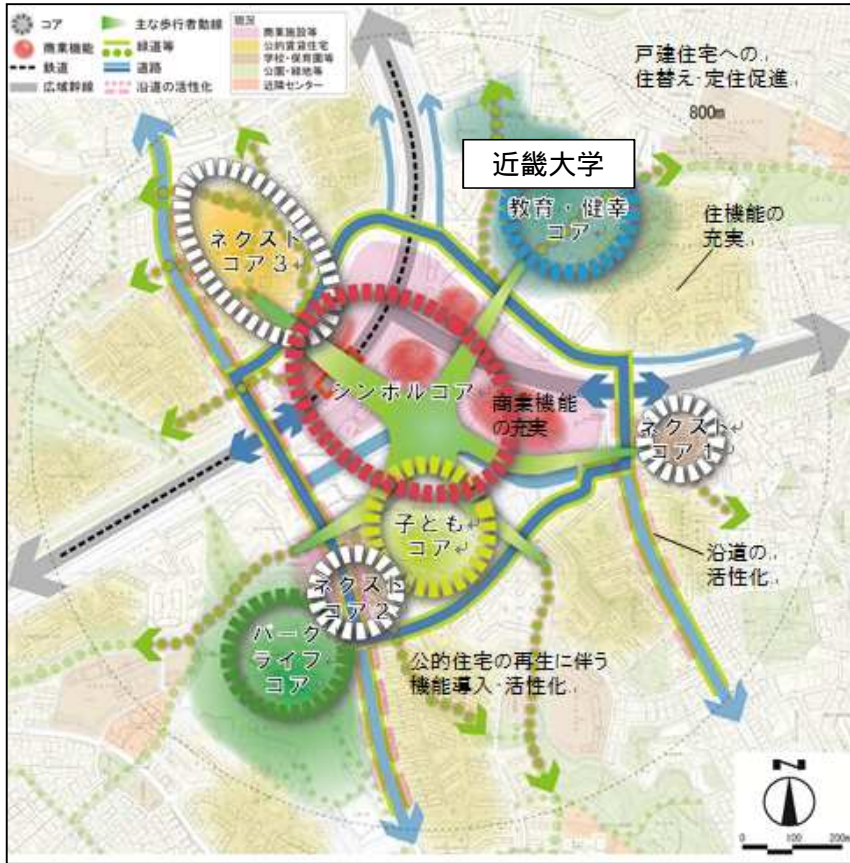 コア
主な歩行者動線
商業機能
緑道等
鉄道
道路
広域幹線
沿道の活性化
現況
商業施設等
公的賃貸住宅
学校・保育園等
公園・緑地等
近隣センター
戸建住宅への
住替え・定住促進
800m
近畿大学
教育・健幸
コア
住機能の
充実
ネクスト
コア3
シンボルコア
商業機能
の充実
ネクスト
コア1
子ども
コア
沿道の
活性化
ネクスト
コア2
パーク
ライフ
コア
公的住宅の再生に伴う
機能導入・活性化
N
0 100 200m